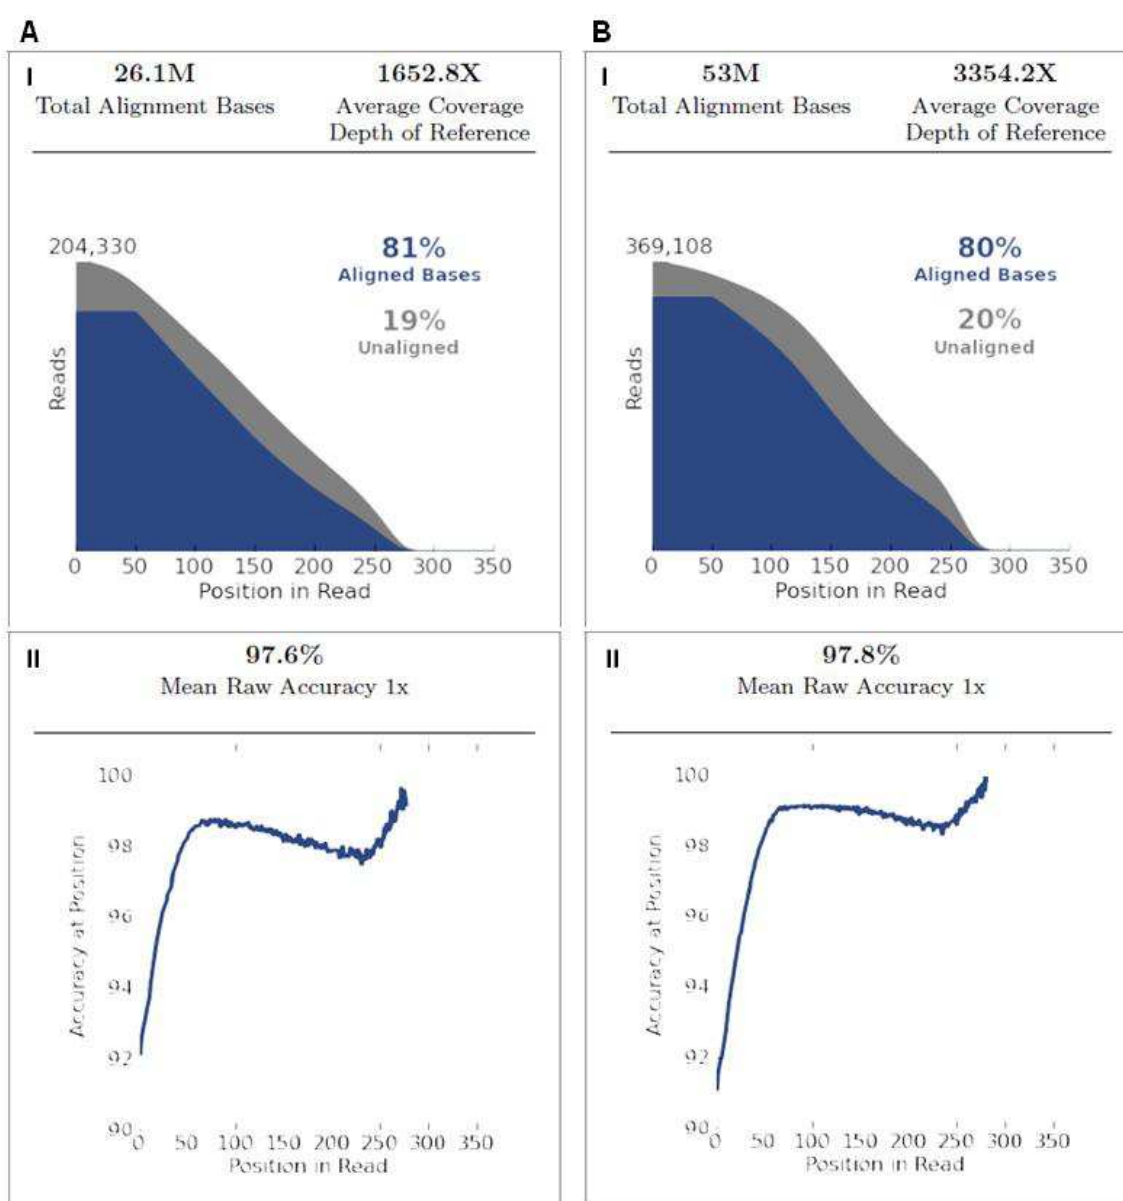 A
I
26.1M
1652.8X
Total Alignment Bases
Average Coverage
Depth of Reference
204,330
81%
Aligned Bases
19%
Unaligned
Reads
0 50 100 150 200 250 300 350
Position in Read
II
97.6%
Mean Raw Accuracy 1x
100
98
96
94
92
90
Accuracy at Position
0 50 100 150 200 250 300 350
Position in Read
B
I
53M
3354.2X
Total Alignment Bases
Average Coverage
Depth of Reference
369,108
80%
Aligned Bases
20%
Unaligned
Reads
0 50 100 150 200 250 300 350
Position in Read
II
97.8%
Mean Raw Accuracy 1x
100
98
96
94
92
90
Accuracy at Position
0 50 100 150 200 250 300 350
Position in Read